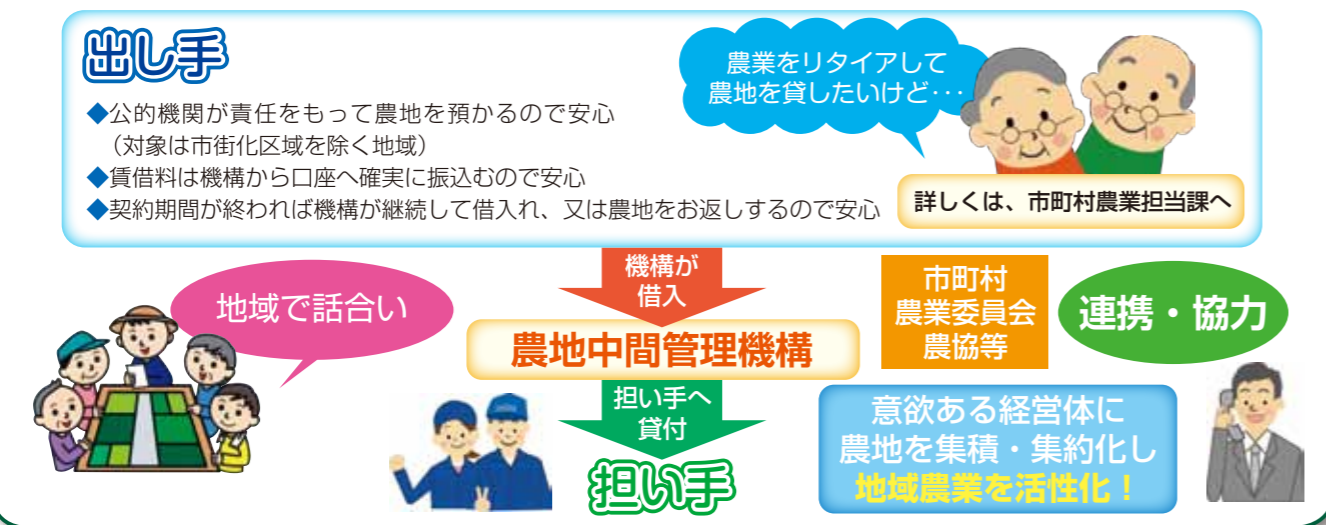 出し手
農業をリタイアして
農地を貸したいけど･･･
◆公的機関が責任をもって農地を預かるので安心
（対象は市街化区域を除く地域）
◆賃借料は機構から口座へ確実に振込むので安心
◆契約期間が終われば機構が継続して借入れ、又は農地をお返しするので安心
詳しくは、市町村農業担当課へ
地域で話合い
機構が
借入
農地中間管理機構
担い手へ
貸付
担い手
市町村
農業委員会
農協等
連携・協力
意欲ある経営体に
農地を集積・集約化し
地域農業を活性化！